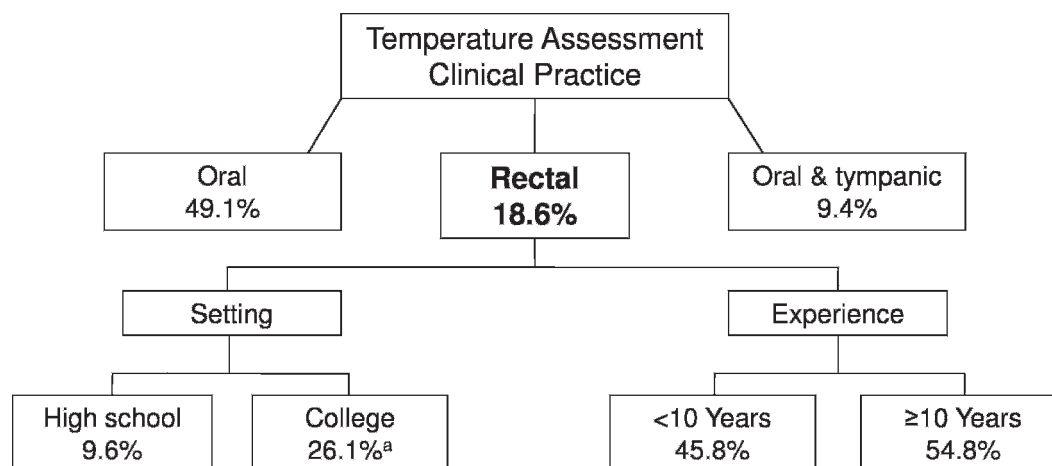 Temperature Assessment
Clinical Practice
Oral
49.1%
Rectal
18.6%
Oral & tympanic
9.4%
Setting
Experience
High school
9.6%
College
26.1%ᵃ
<10 Years
45.8%
≥10 Years
54.8%